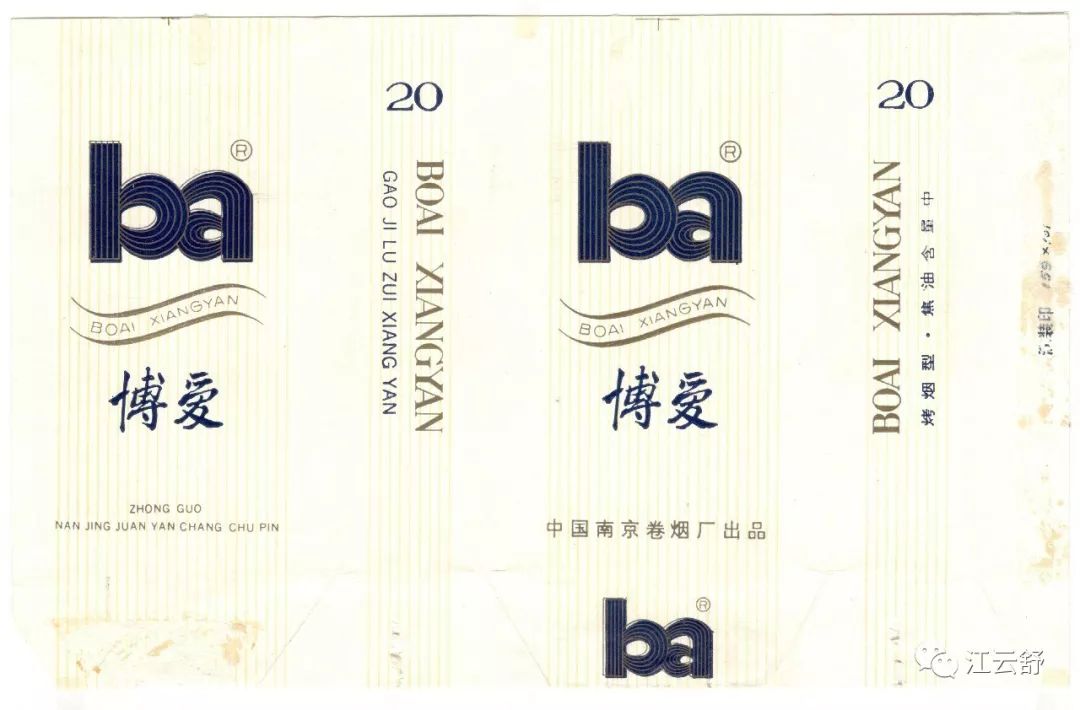 ba®
BOAI XIANGYAN
博爱
ZHONG GUO
NAN JING JUAN YAN CHANG CHU PIN
20
BOAI XIANGYAN
GAO JI LU ZUI XIANG YAN
ba®
BOAI XIANGYAN
博爱
中国南京卷烟厂出品
ba®
20
BOAI XIANGYAN
烤烟型·焦油含量中
江云舒